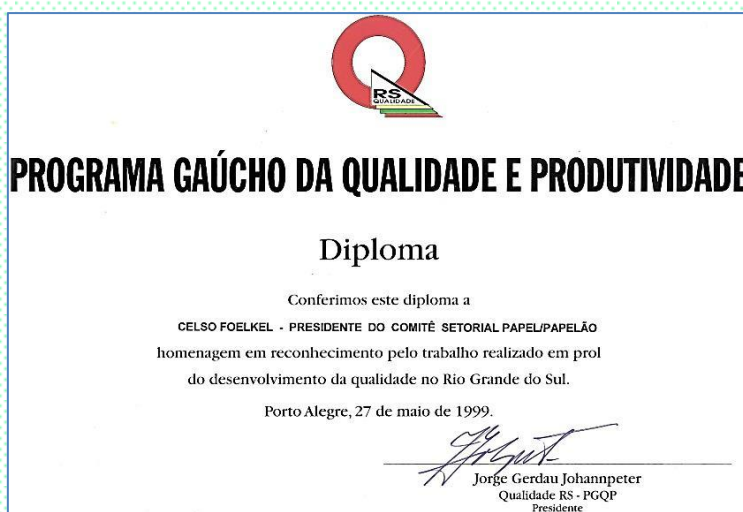 RS
QUALIDADE
PROGRAMA GAÚCHO DA QUALIDADE E PRODUTIVIDADE
Diploma
Conferimos este diploma a
CELSO FOELKEL - PRESIDENTE DO COMITÊ SETORIAL PAPEL/PAPELÃO
homenagem em reconhecimento pelo trabalho realizado em prol
do desenvolvimento da qualidade no Rio Grande do Sul.
Porto Alegre, 27 de maio de 1999.
Jorge Gerdau Johannpeter
Qualidade RS - PGQP
Presidente